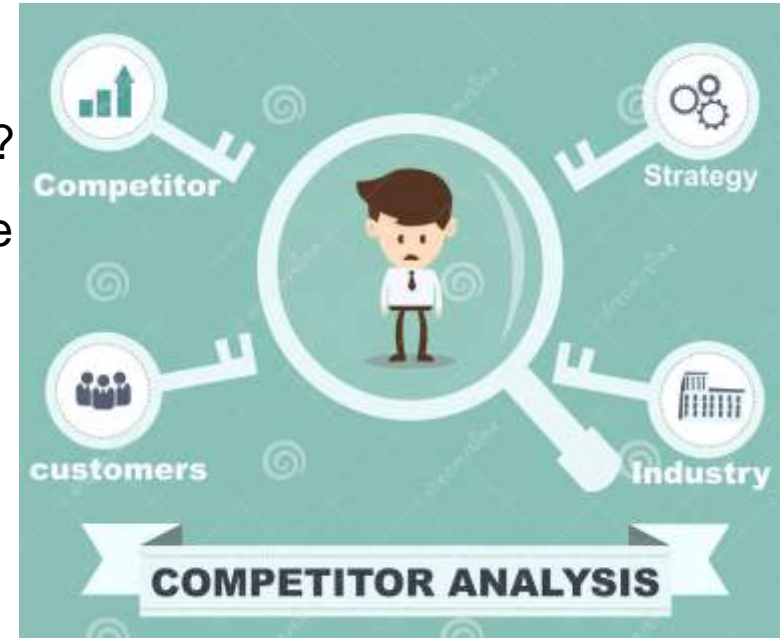 ?
e
Competitor
Strategy
customers
Industry
COMPETITOR ANALYSIS